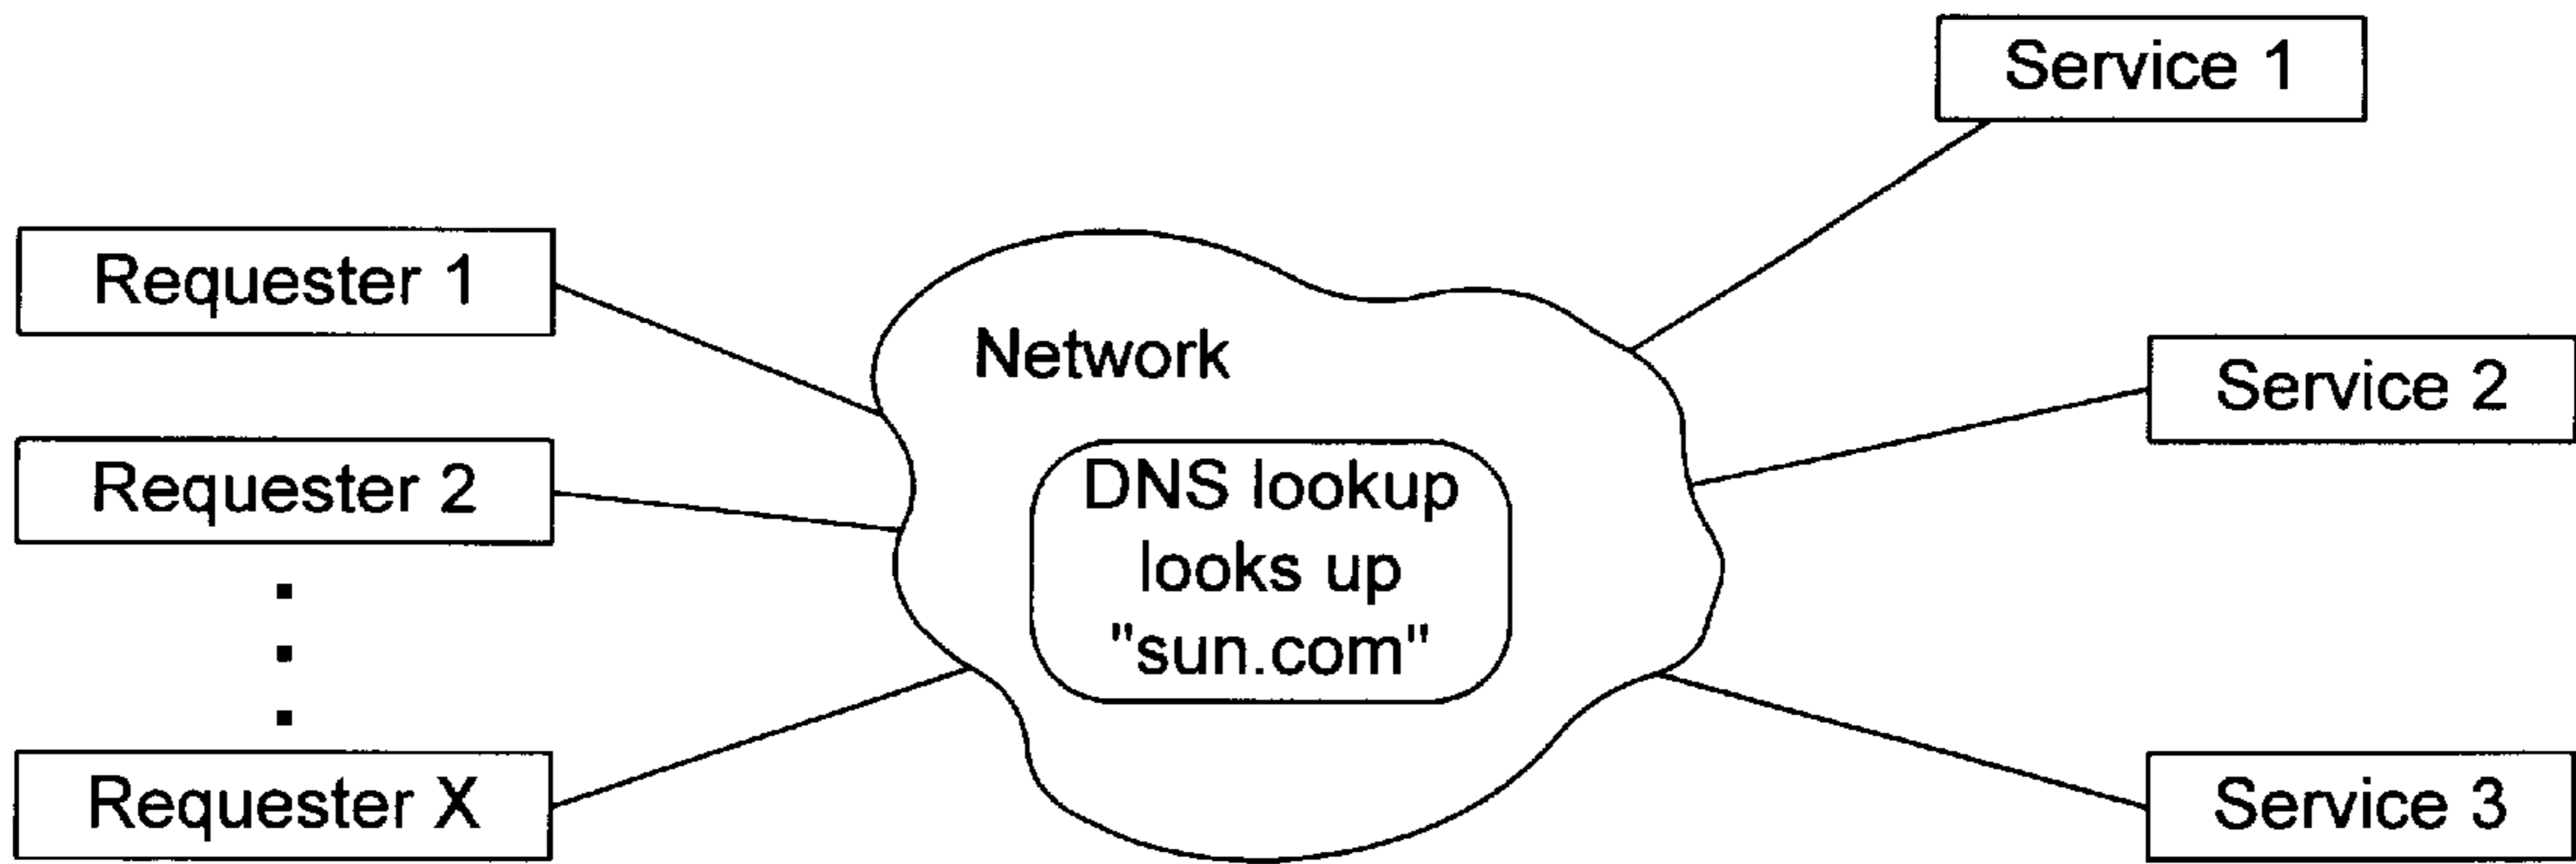 Service 1
Requester 1
Network
Service 2
Requester 2
DNS lookup
looks up
"sun.com"
Requester X
Service 3